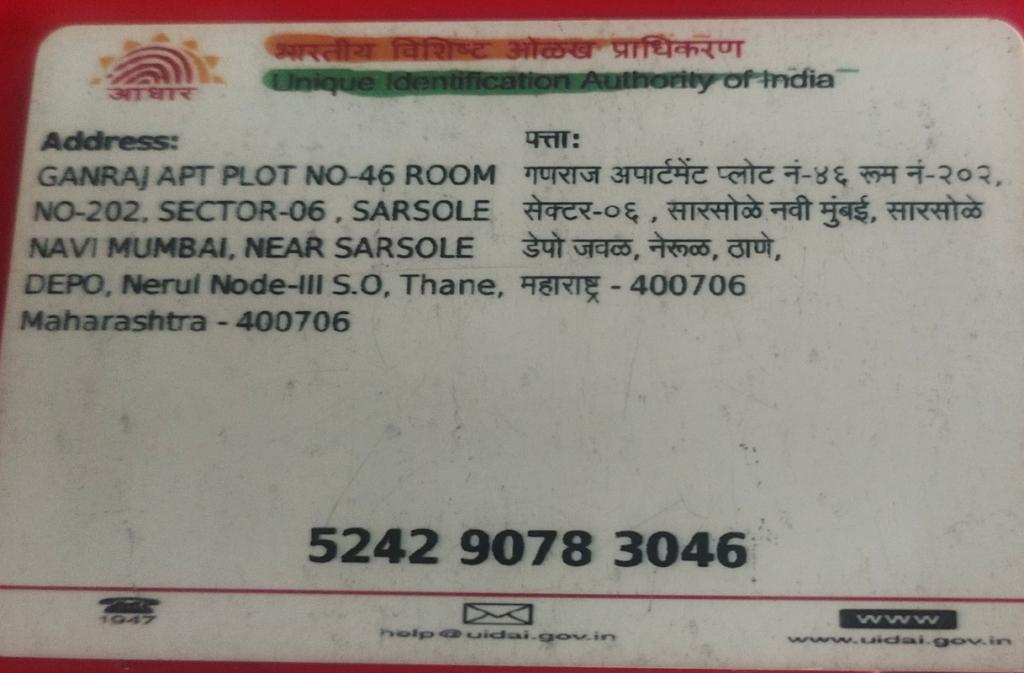 भारतीय विशिष्ट ओळख प्राधिकरण
Unique Identification Authority of India
आधार
Address:
GANRAJ APT PLOT NO-46 ROOM
NO-202, SECTOR-06 , SARSOLE
NAVI MUMBAI, NEAR SARSOLE
DEPO, Nerul Node-III S.O, Thane,
Maharashtra - 400706
पत्ता:
गणराज अपार्टमेंट प्लोट नं-४६ रूम नं-२०२,
सेक्टर-०६ , सारसोळे नवी मुंबई, सारसोळे
डेपो जवळ, नेरूळ, ठाणे,
महाराष्ट्र - 400706
5242 9078 3046
1947
help@uidai.gov.in
www
www.uidai.gov.in